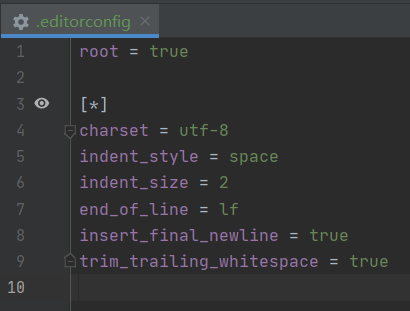 .editorconfig
1 root = true
2
3 [*]
4 charset = utf-8
5 indent_style = space
6 indent_size = 2
7 end_of_line = lf
8 insert_final_newline = true
9 trim_trailing_whitespace = true
10